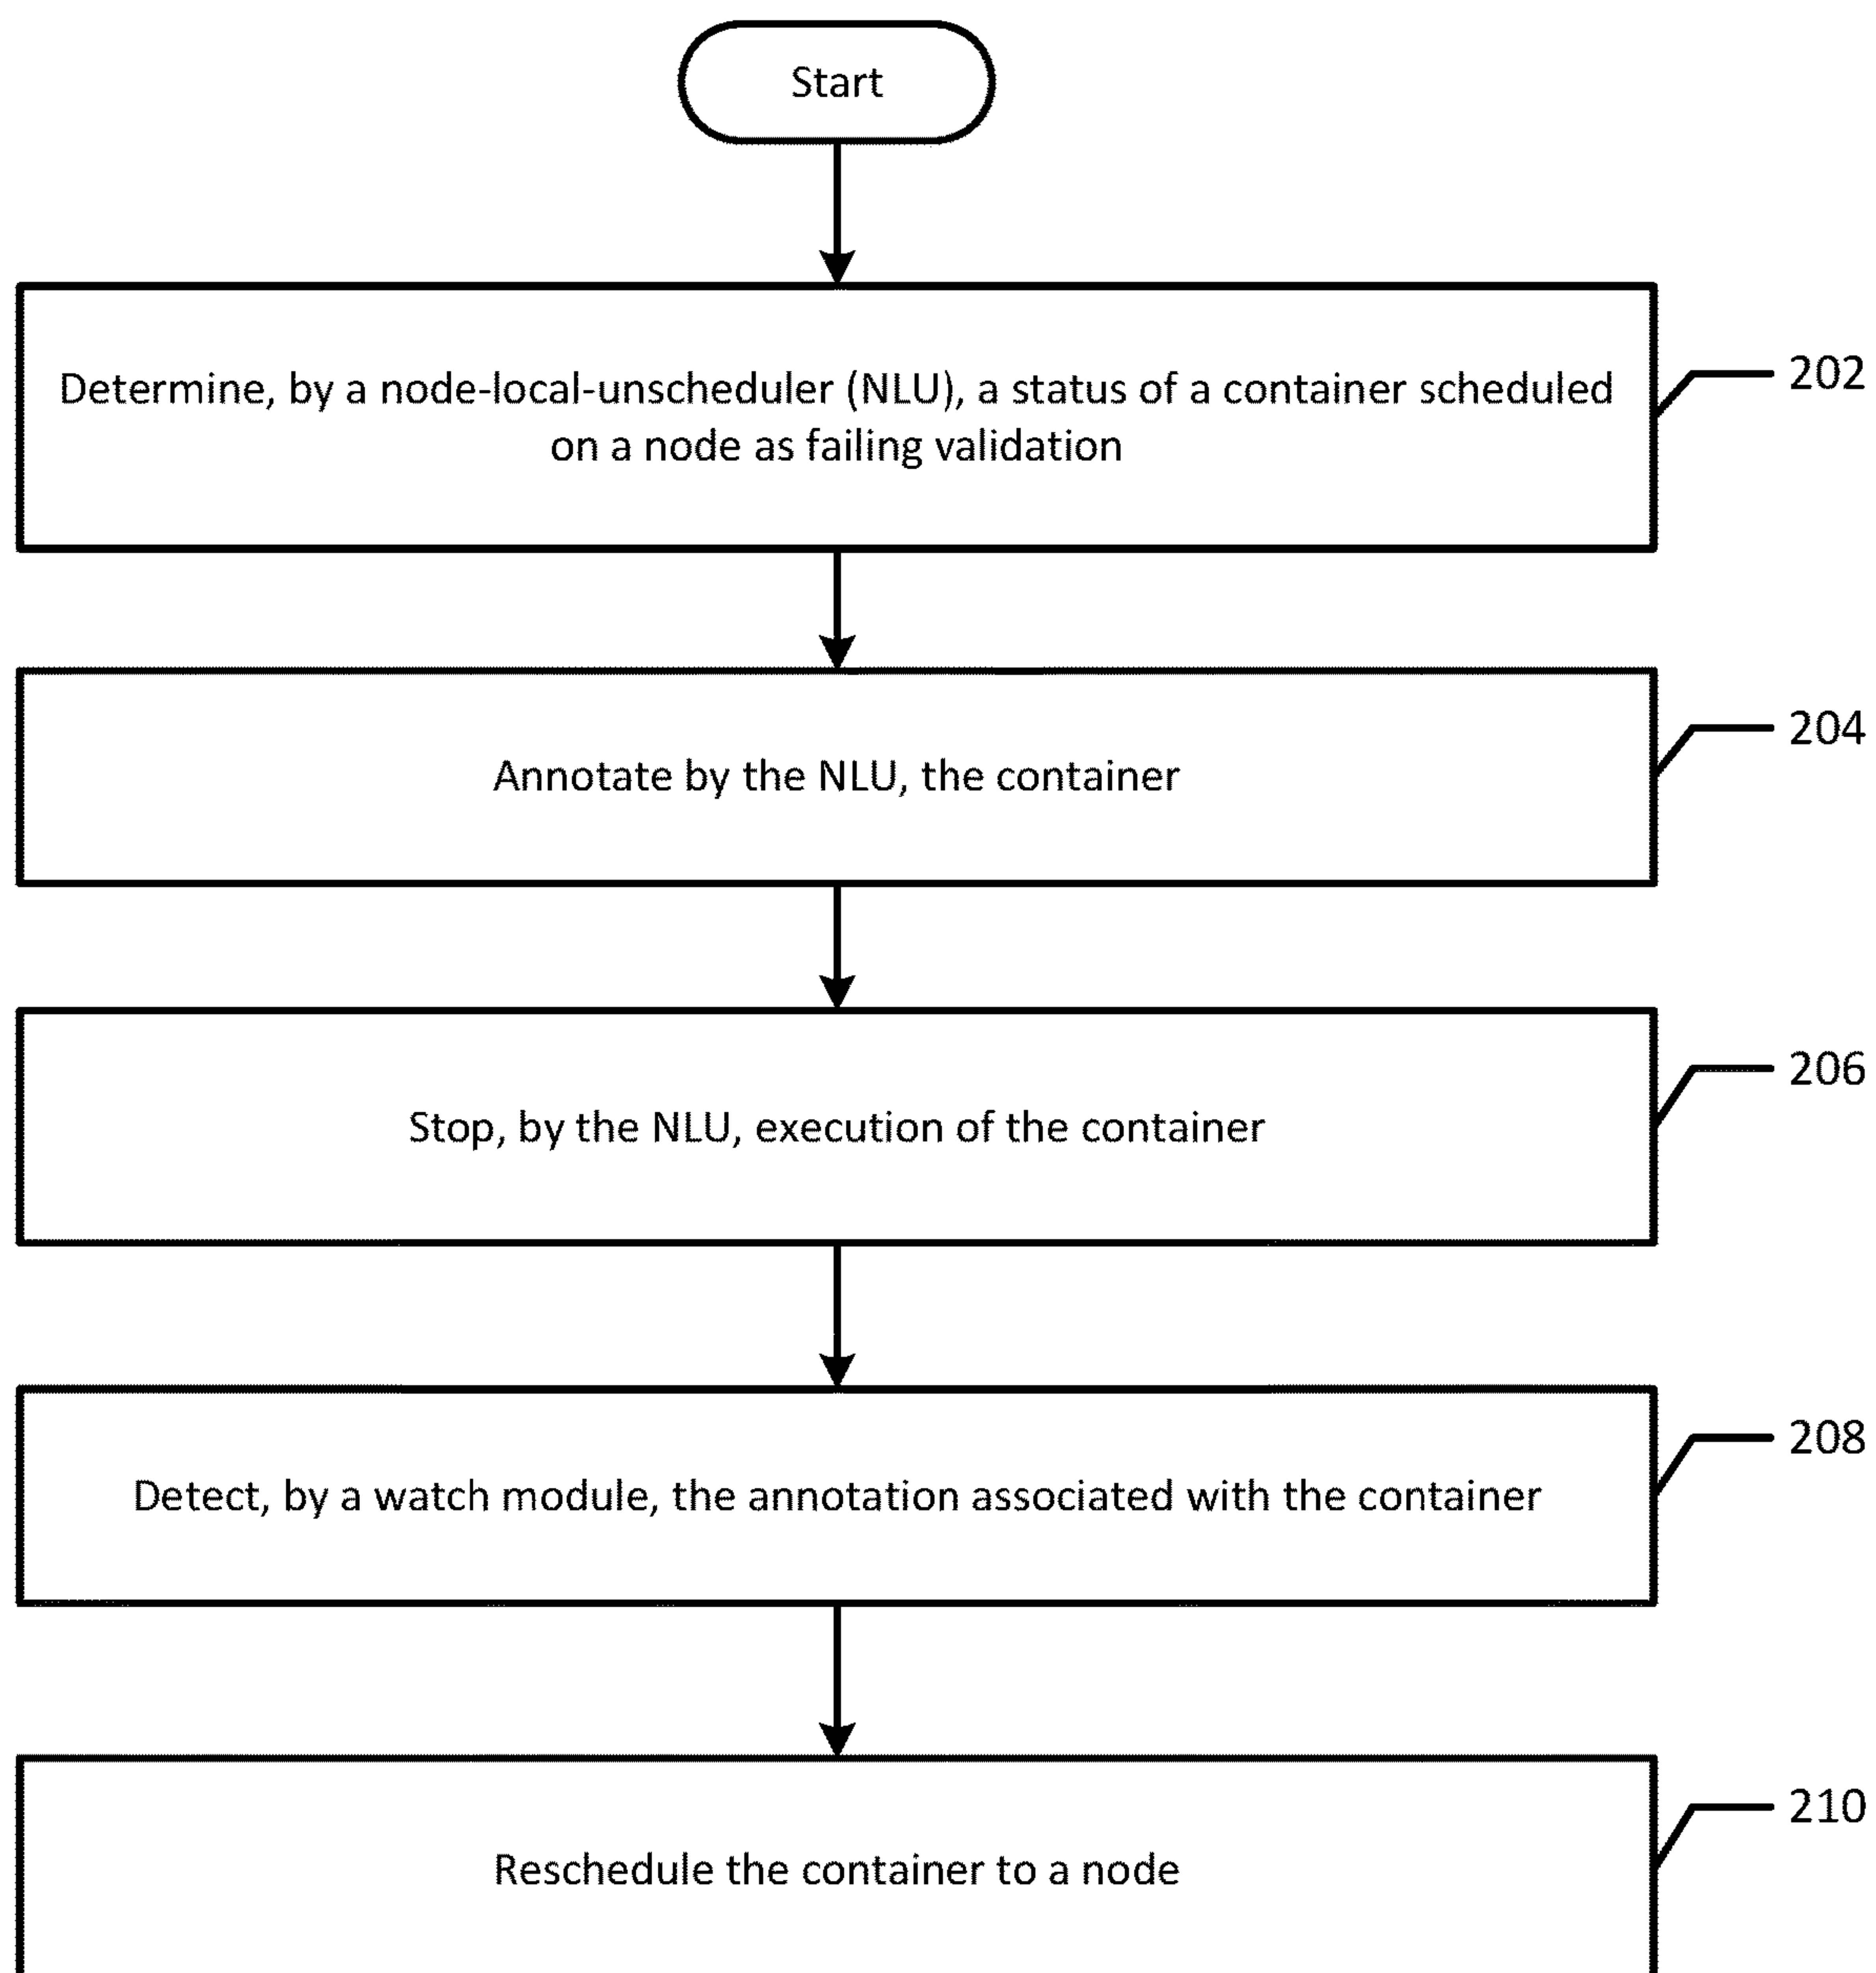 Start
Determine, by a node-local-unscheduler (NLU), a status of a container scheduled
on a node as failing validation
202
Annotate by the NLU, the container
204
Stop, by the NLU, execution of the container
206
Detect, by a watch module, the annotation associated with the container
208
Reschedule the container to a node
210